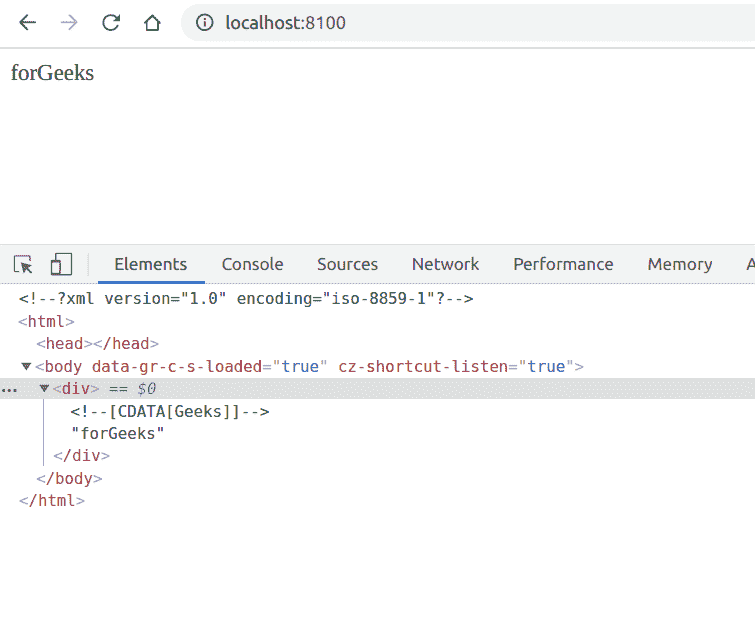 localhost:8100
forGeeks
Elements Console Sources Network Performance Memory A
<!--?xml version="1.0" encoding="iso-8859-1"?-->
<html>
<head></head>
<body data-gr-c-s-loaded="true" cz-shortcut-listen="true">
... <div> == $0
<!--[CDATA[Geeks]]-->
"forGeeks"
</div>
</body>
</html>